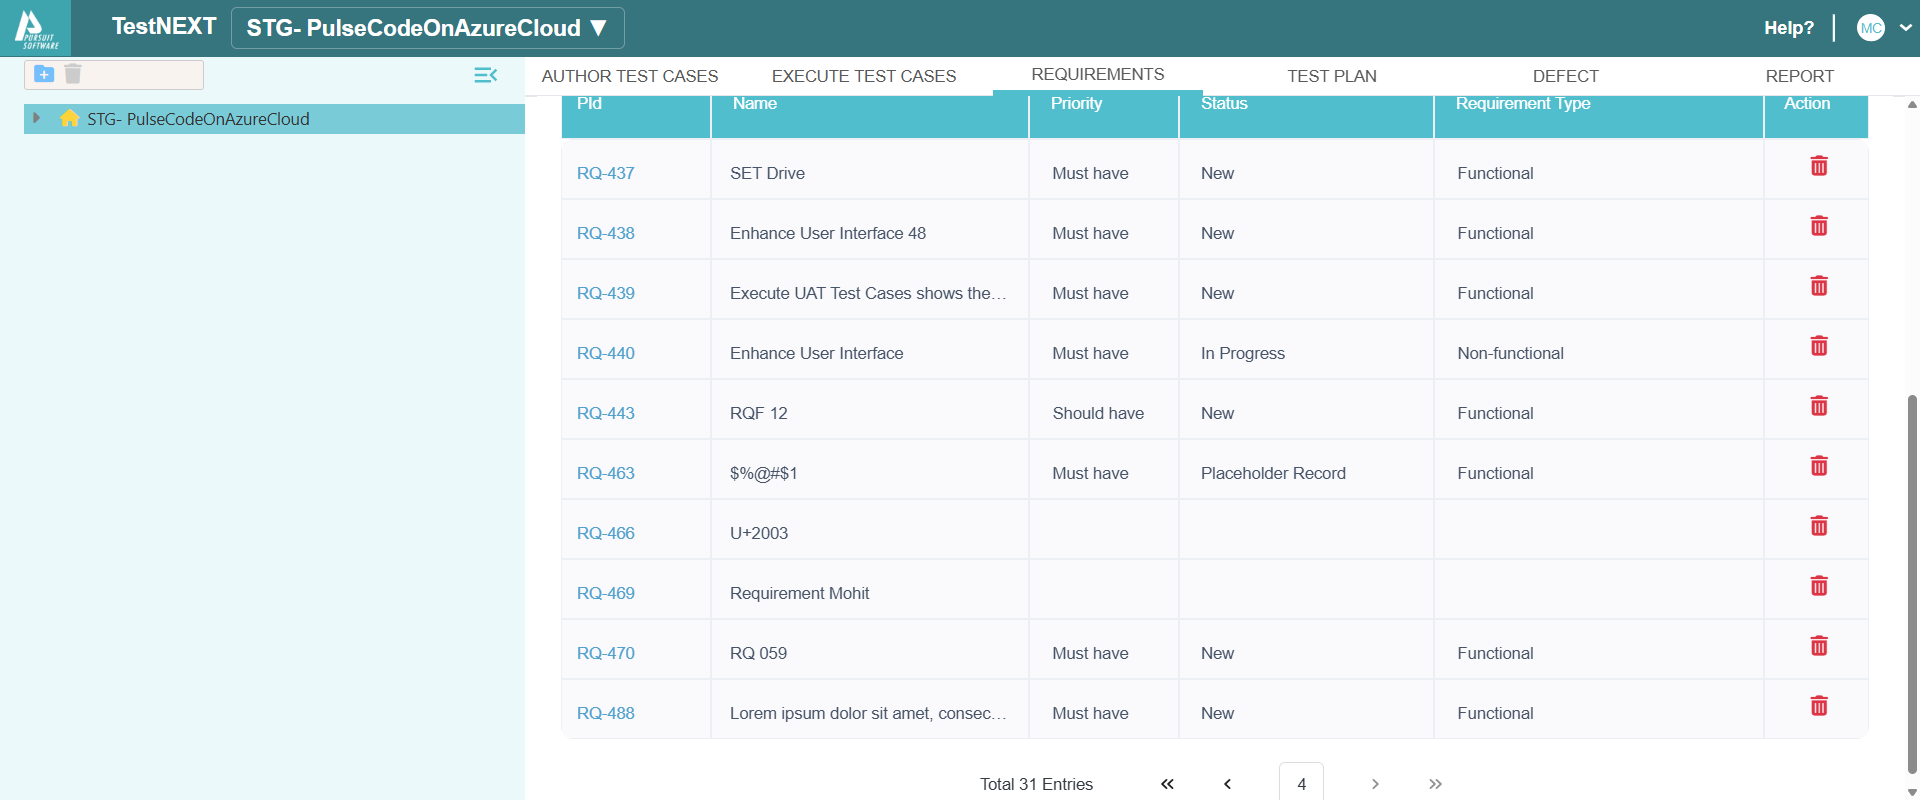 PURSUIT
SOFTWARE
TestNEXT
STG- PulseCodeOnAzureCloud ▼
Help?
MC
STG- PulseCodeOnAzureCloud
AUTHOR TEST CASES
EXECUTE TEST CASES
REQUIREMENTS
TEST PLAN
DEFECT
REPORT
PId Name Priority Status Requirement Type Action
RQ-437 SET Drive Must have New Functional
RQ-438 Enhance User Interface 48 Must have New Functional
RQ-439 Execute UAT Test Cases shows the… Must have New Functional
RQ-440 Enhance User Interface Must have In Progress Non-functional
RQ-443 RQF 12 Should have New Functional
RQ-463 $%@#$1 Must have Placeholder Record Functional
RQ-466 U+2003
RQ-469 Requirement Mohit
RQ-470 RQ 059 Must have New Functional
RQ-488 Lorem ipsum dolor sit amet, consec… Must have New Functional
Total 31 Entries « ‹ 4 › »